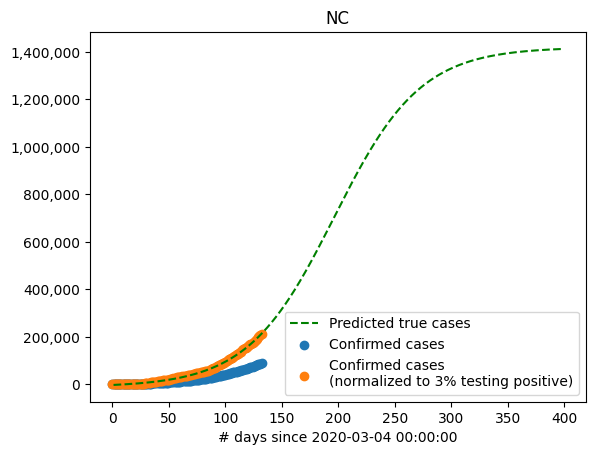 NC
1,400,000
1,200,000
1,000,000
800,000
600,000
400,000
200,000
0
Predicted true cases
Confirmed cases
Confirmed cases
(normalized to 3% testing positive)
0 50 100 150 200 250 300 350 400
# days since 2020-03-04 00:00:00